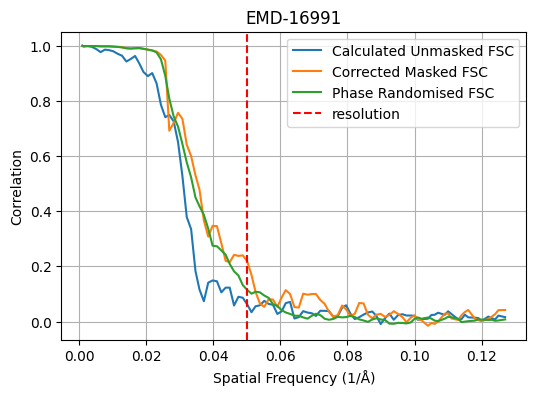 EMD-16991
Correlation
1.0
0.8
0.6
0.4
0.2
0.0
Calculated Unmasked FSC
Corrected Masked FSC
Phase Randomised FSC
resolution
0.00 0.02 0.04 0.06 0.08 0.10 0.12
Spatial Frequency (1/Å)